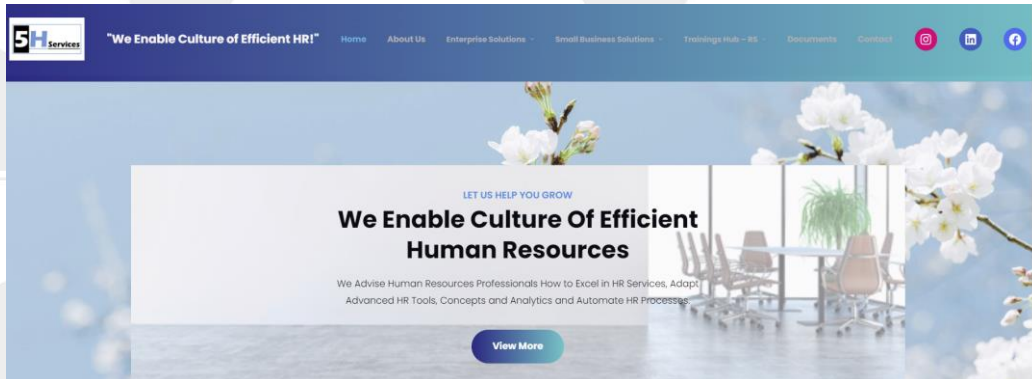 5H Services
"We Enable Culture of Efficient HR!"
Home
About Us
Enterprise Solutions
Small Business Solutions
Trainings Hub – RS
Documents
Contact
LET US HELP YOU GROW
We Enable Culture Of Efficient
Human Resources
We Advise Human Resources Professionals How to Excel in HR Services, Adapt
Advanced HR Tools, Concepts and Analytics and Automate HR Processes.
View More